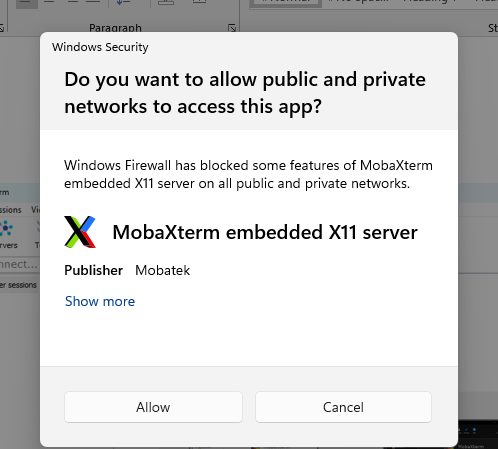 Paragraph
Windows Security
Do you want to allow public and private
networks to access this app?
Windows Firewall has blocked some features of MobaXterm
embedded X11 server on all public and private networks.
MobaXterm embedded X11 server
Publisher Mobatek
Show more
Allow
Cancel